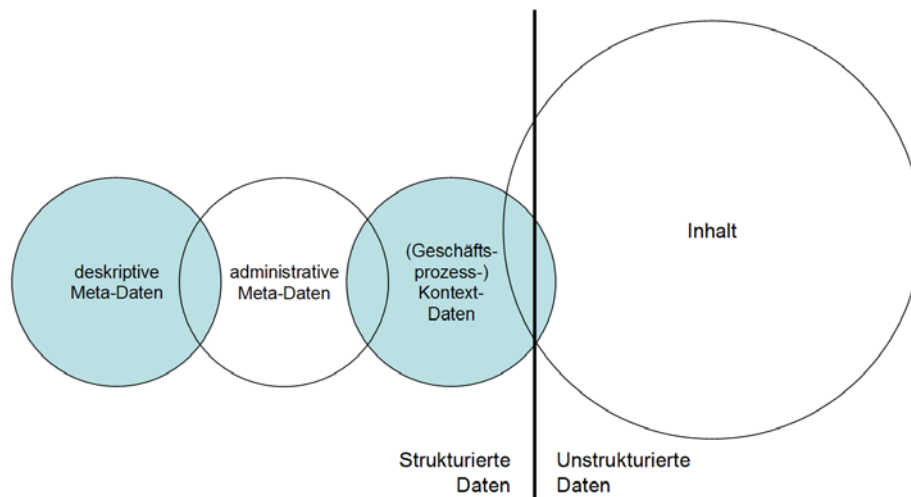 deskriptive
Meta-Daten
administrative
Meta-Daten
(Geschäfts-
prozess-)
Kontext-
Daten
Inhalt
Strukturierte
Daten
Unstrukturierte
Daten